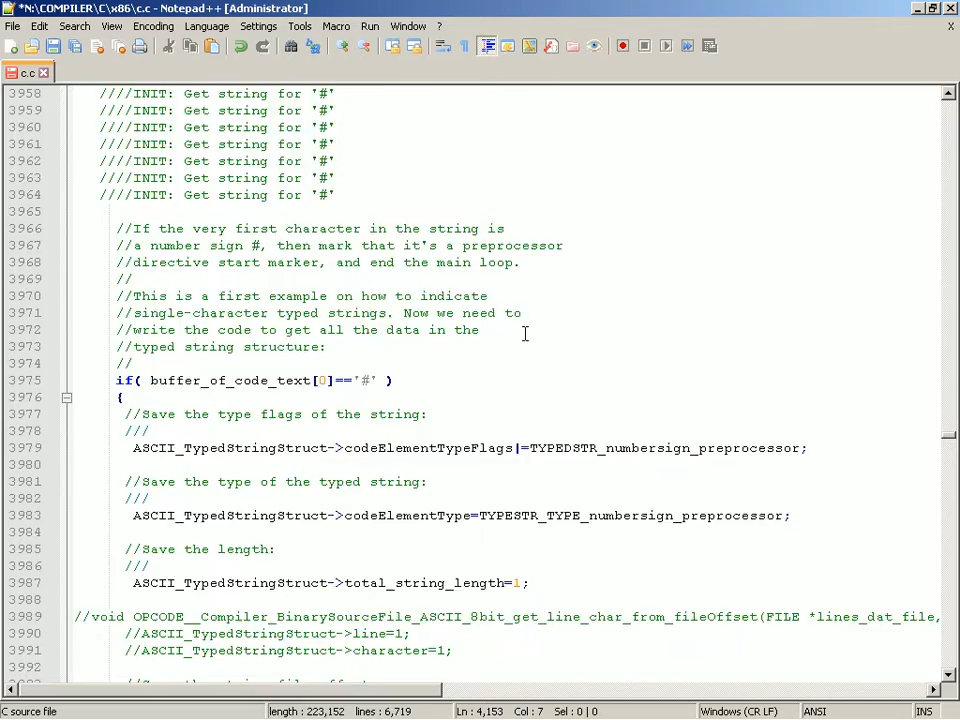 *N:\COMPILER\C\x86\c.c - Notepad++ [Administrator]
File Edit Search View Encoding Language Settings Tools Macro Run Window ? X
c.c
3958 ////INIT: Get string for '#'
3959 ////INIT: Get string for '#'
3960 ////INIT: Get string for '#'
3961 ////INIT: Get string for '#'
3962 ////INIT: Get string for '#'
3963 ////INIT: Get string for '#'
3964 ////INIT: Get string for '#'
3965
3966 //If the very first character in the string is
3967 //a number sign #, then mark that it's a preprocessor
3968 //directive start marker, and end the main loop.
3969 //
3970 //This is a first example on how to indicate
3971 //single-character typed strings. Now we need to
3972 //write the code to get all the data in the
3973 //typed string structure:
3974 //
3975 if( buffer_of_code_text[0]=='#' )
3976 {
3977 //Save the type flags of the string:
3978 ///
3979 ASCII_TypedStringStruct->codeElementTypeFlags|=TYPEDSTR_numbersign_preprocessor;
3980
3981 //Save the type of the typed string:
3982 ///
3983 ASCII_TypedStringStruct->codeElementType=TYPESTR_TYPE_numbersign_preprocessor;
3984
3985 //Save the length:
3986 ///
3987 ASCII_TypedStringStruct->total_string_length=1;
3988
3989 //void OPCODE__Compiler_BinarySourceFile_ASCII_8bit_get_line_char_from_fileOffset(FILE *lines_dat_file,
3990 //ASCII_TypedStringStruct->line=1;
3991 //ASCII_TypedStringStruct->character=1;
3992
C source file length : 223,152 lines : 6,719 Ln : 4,153 Col : 7 Sel : 0 | 0 Windows (CR LF) ANSI INS